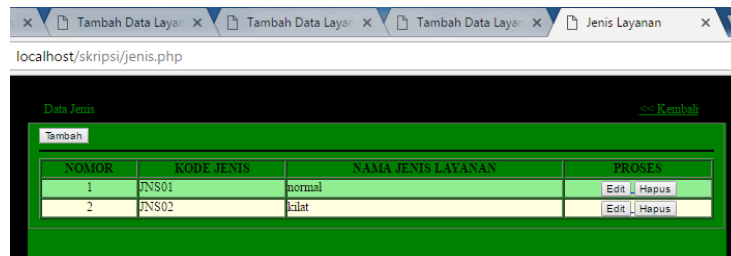 Tambah Data Layan
Tambah Data Layan
Tambah Data Layan
Jenis Layanan
localhost/skripsi/jenis.php
Data Jenis << Kembali
Tambah
NOMOR KODE JENIS NAMA JENIS LAYANAN PROSES
1 JNS01 normal Edit Hapus
2 JNS02 kilat Edit Hapus